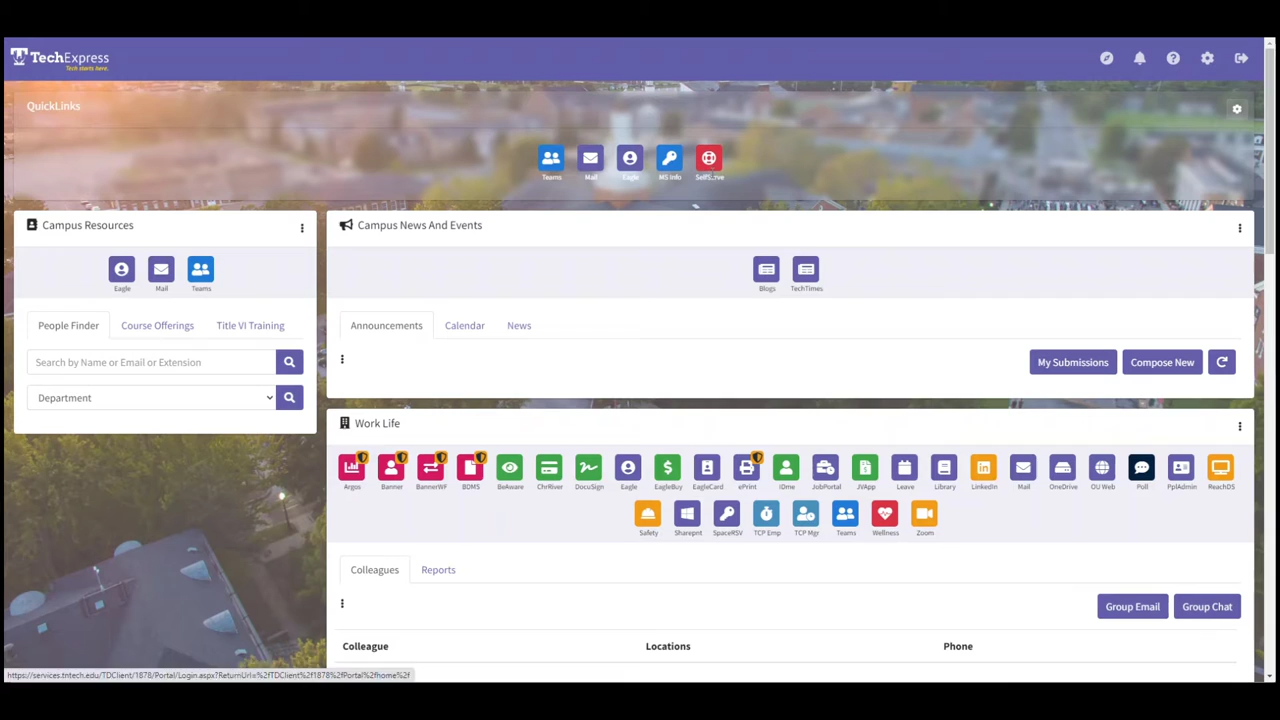 TechExpress
Tech starts here.
QuickLinks
Teams Mail Eagle MS Info SelfServe
Campus Resources
Eagle Mail Teams
People Finder Course Offerings Title VI Training
Search by Name or Email or Extension
Department
Campus News And Events
Blogs TechTimes
Announcements Calendar News
My Submissions Compose New
Work Life
Argos Banner BannerWF BDMS BeAware ChrRiver DocuSign Eagle EagleBuy EagleCard ePrint iDme JobPortal JVApp Leave Library LinkedIn Mail OneDrive OU Web Poll PplAdmin ReachDS
Safety Sharepnt SpaceRSV TCP Emp TCP Mgr Teams Wellness Zoom
Colleagues Reports
Group Email Group Chat
Colleague Locations Phone
https://services.tntech.edu/TDClient/1878/Portal/Login.aspx?ReturnUrl=%2fTDClient%2f1878%2fPortal%2fhome%2f